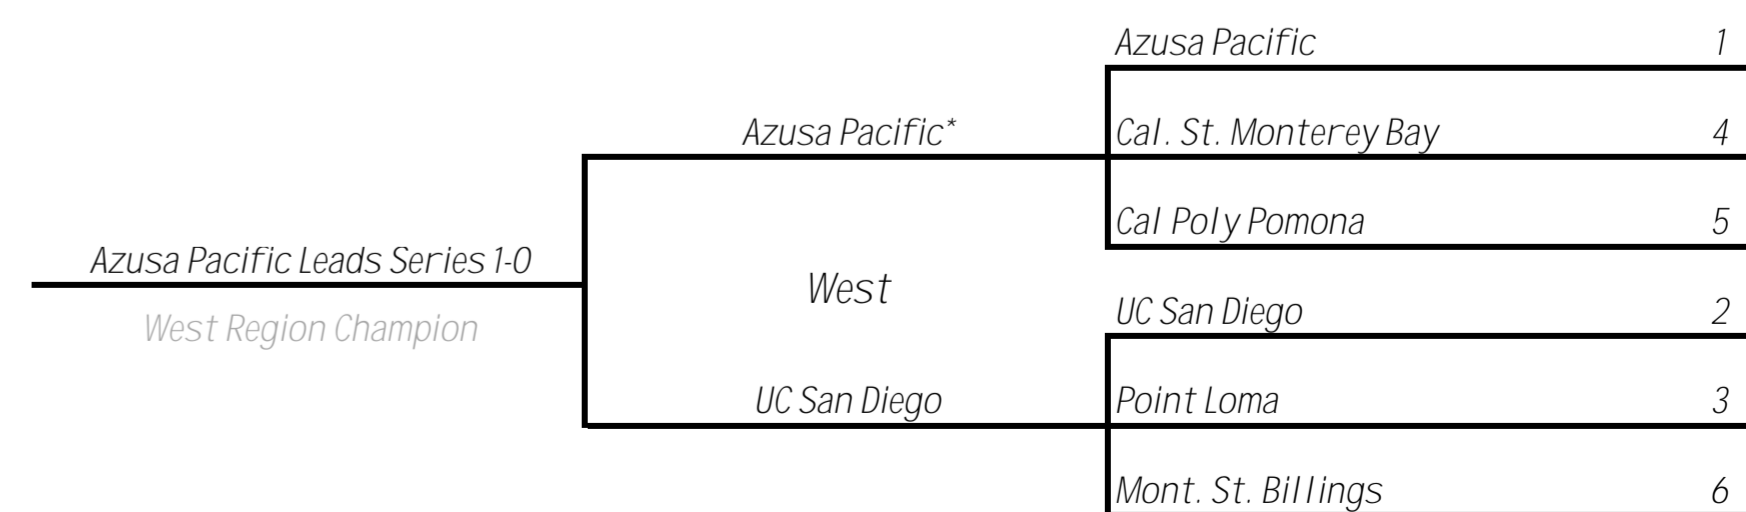 Azusa Pacific 1
Azusa Pacific* Cal. St. Monterey Bay 4
Cal Poly Pomona 5
Azusa Pacific Leads Series 1-0
West
UC San Diego 2
West Region Champion
UC San Diego Point Loma 3
Mont. St. Billings 6